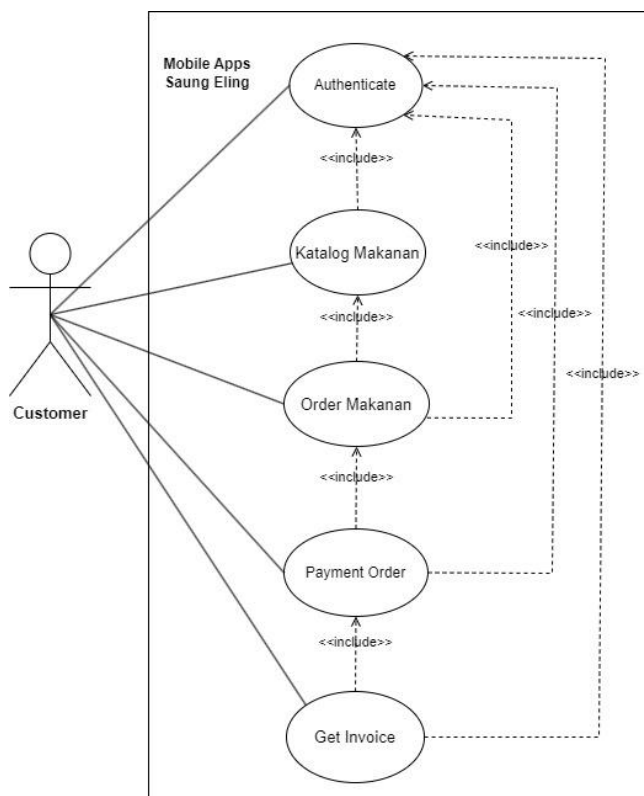 Mobile Apps
Saung Eling
Authenticate
<<include>>
Katalog Makanan
<<include>>
<<include>>
<<include>>
<<include>>
Order Makanan
Customer
<<include>>
Payment Order
<<include>>
Get Invoice